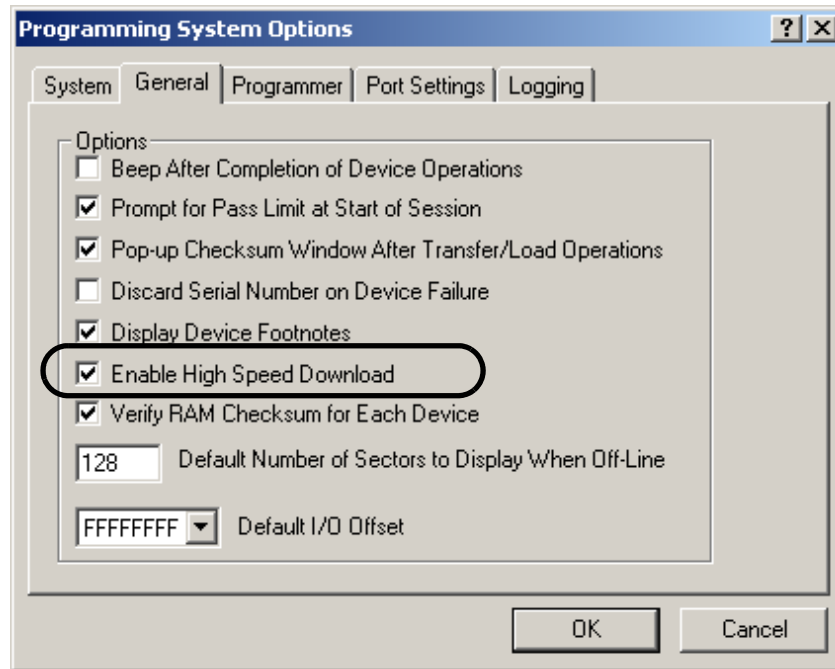 Programming System Options
System General Programmer Port Settings Logging
Options
Beep After Completion of Device Operations
Prompt for Pass Limit at Start of Session
Pop-up Checksum Window After Transfer/Load Operations
Discard Serial Number on Device Failure
Display Device Footnotes
Enable High Speed Download
Verify RAM Checksum for Each Device
128 Default Number of Sectors to Display When Off-Line
FFFFFFFF Default I/O Offset
OK Cancel